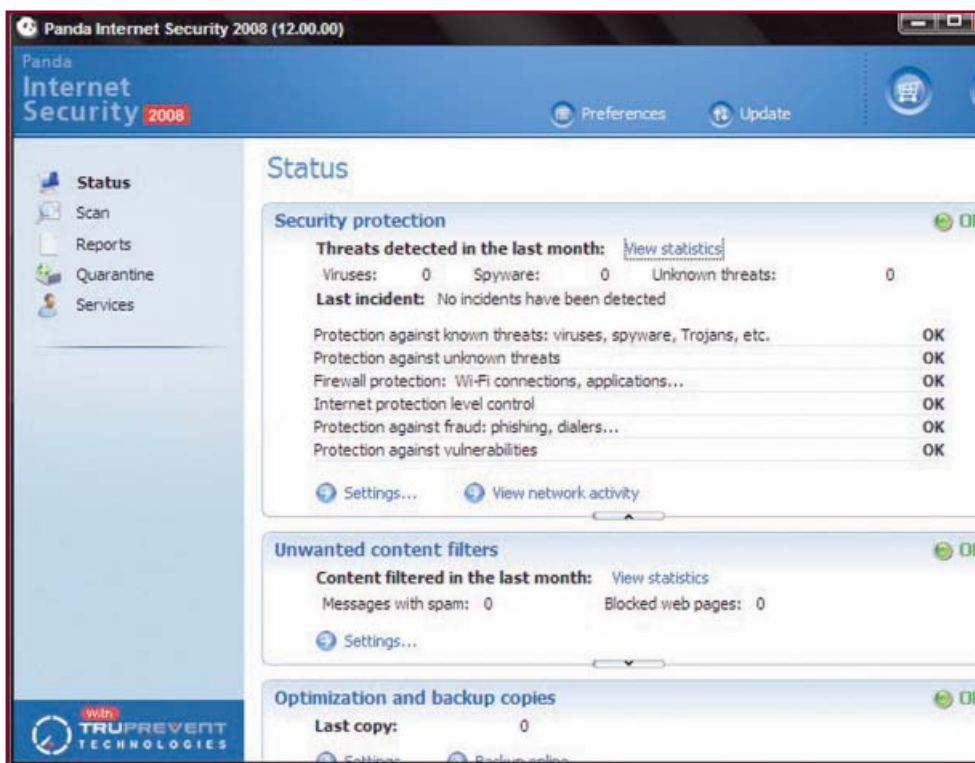 Panda Internet Security 2008 (12.00.00)
Panda
Internet
Security 2008
Preferences
Update
Status
Scan
Reports
Quarantine
Services
Status
Security protection
Threats detected in the last month: View statistics
Viruses: 0 Spyware: 0 Unknown threats: 0
Last incident: No incidents have been detected
Protection against known threats: viruses, spyware, Trojans, etc. OK
Protection against unknown threats OK
Firewall protection: Wi-Fi connections, applications... OK
Internet protection level control OK
Protection against fraud: phishing, dialers... OK
Protection against vulnerabilities OK
Settings... View network activity
Unwanted content filters
Content filtered in the last month: View statistics
Messages with spam: 0 Blocked web pages: 0
Settings...
Optimization and backup copies
Last copy: 0
Settings Backup online
With
TRUPREVENT
TECHNOLOGIES